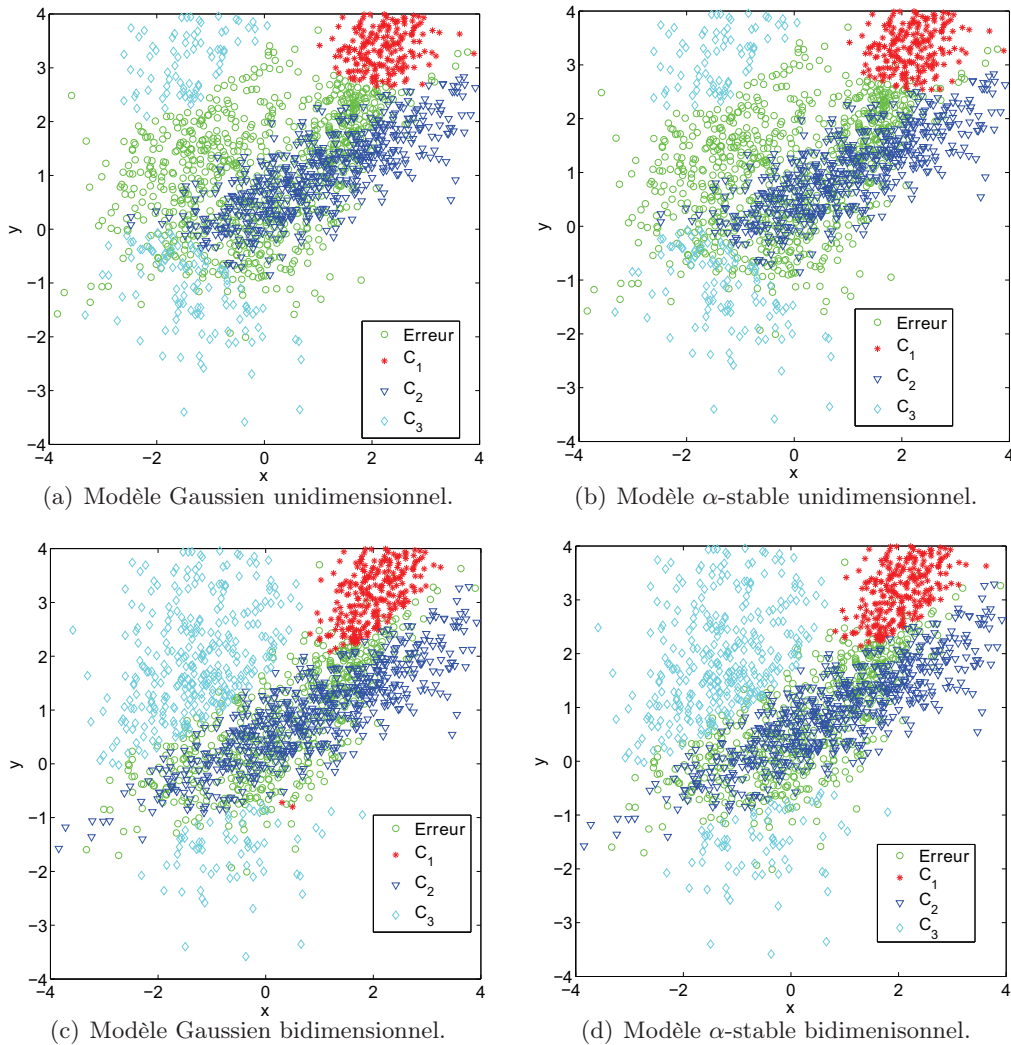 4
3
2
1
0
−1
−2
−3
−4
−4
−2
0
2
4
x
y
Erreur
C1
C2
C3
(a) Modèle Gaussien unidimensionnel.
4
3
2
1
0
−1
−2
−3
−4
−4
−2
0
2
4
x
y
Erreur
C1
C2
C3
(b) Modèle α-stable unidimensionnel.
4
3
2
1
0
−1
−2
−3
−4
−4
−2
0
2
4
x
y
Erreur
C1
C2
C3
(c) Modèle Gaussien bidimensionnel.
4
3
2
1
0
−1
−2
−3
−4
−4
−2
0
2
4
x
y
Erreur
C1
C2
C3
(d) Modèle α-stable bidimenisonnel.